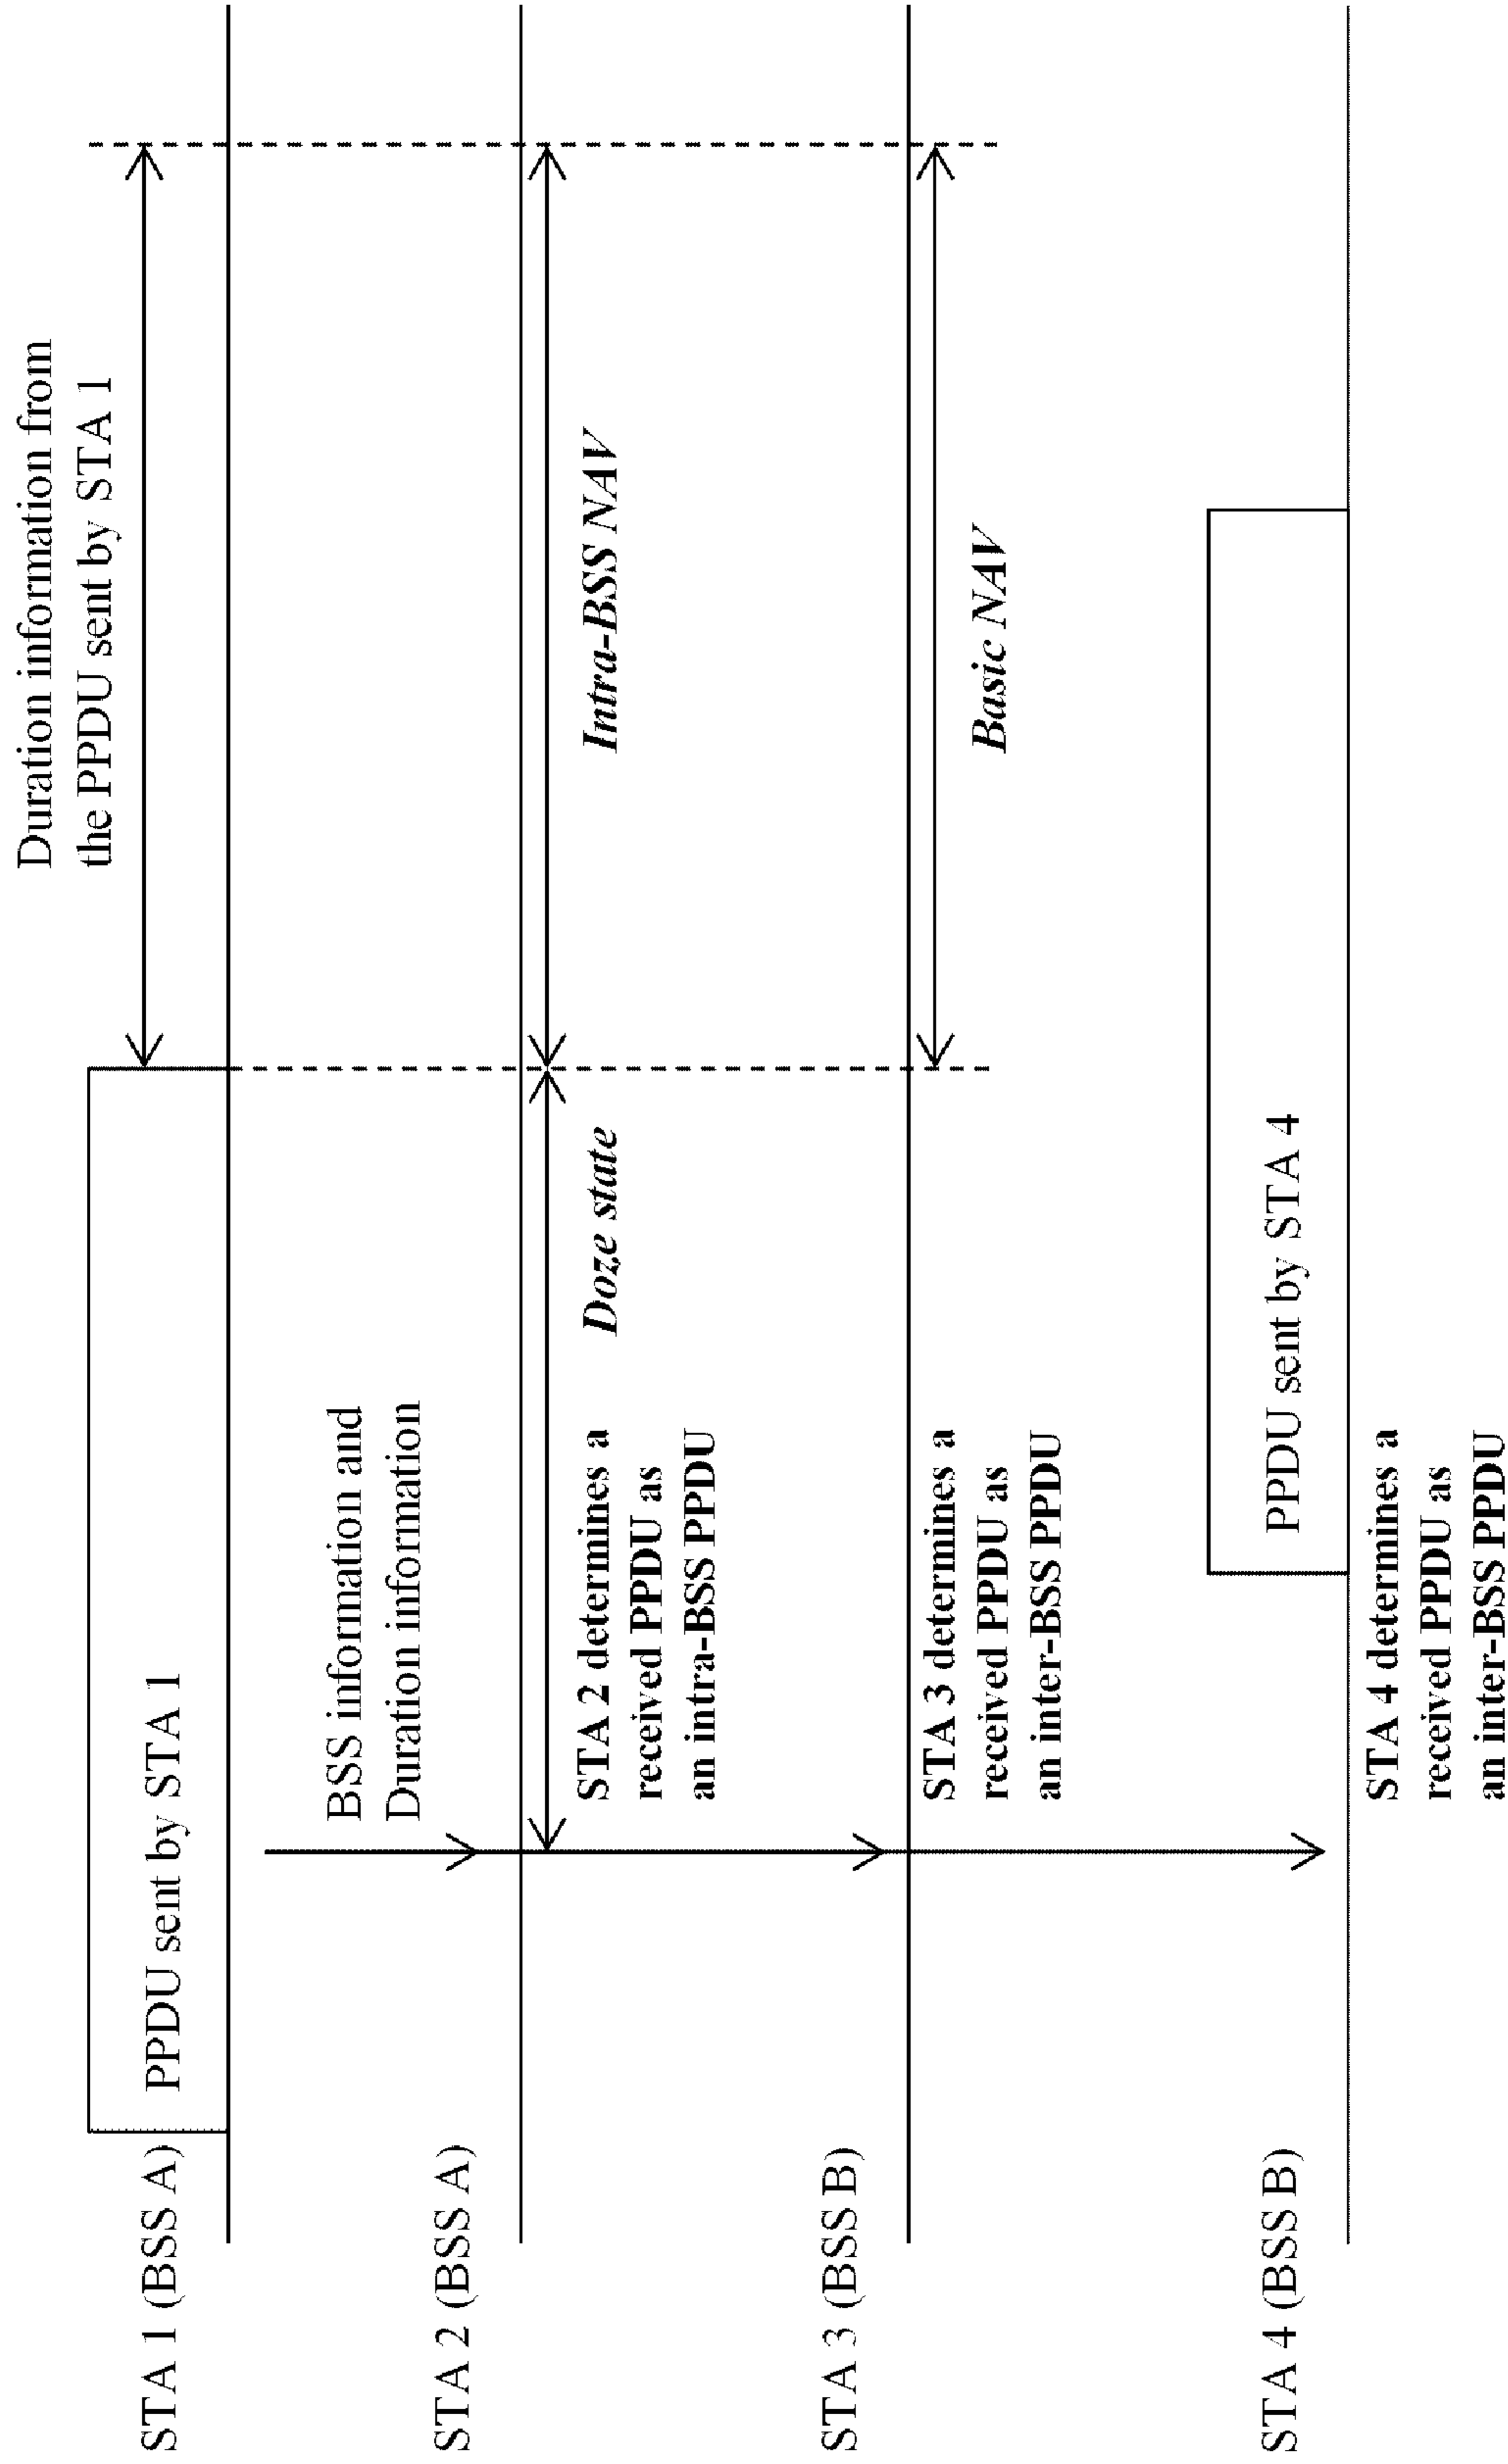 Duration information from
the PPDU sent by STA 1
STA 1 (BSS A)
PPDU sent by STA 1
BSS information and
Duration information
STA 2 (BSS A)
Doze state
Intra-BSS NAV
STA 2 determines a
received PPDU as
an intra-BSS PPDU
STA 3 (BSS B)
Basic NAV
STA 3 determines a
received PPDU as
an inter-BSS PPDU
STA 4 (BSS B)
PPDU sent by STA 4
STA 4 determines a
received PPDU as
an inter-BSS PPDU